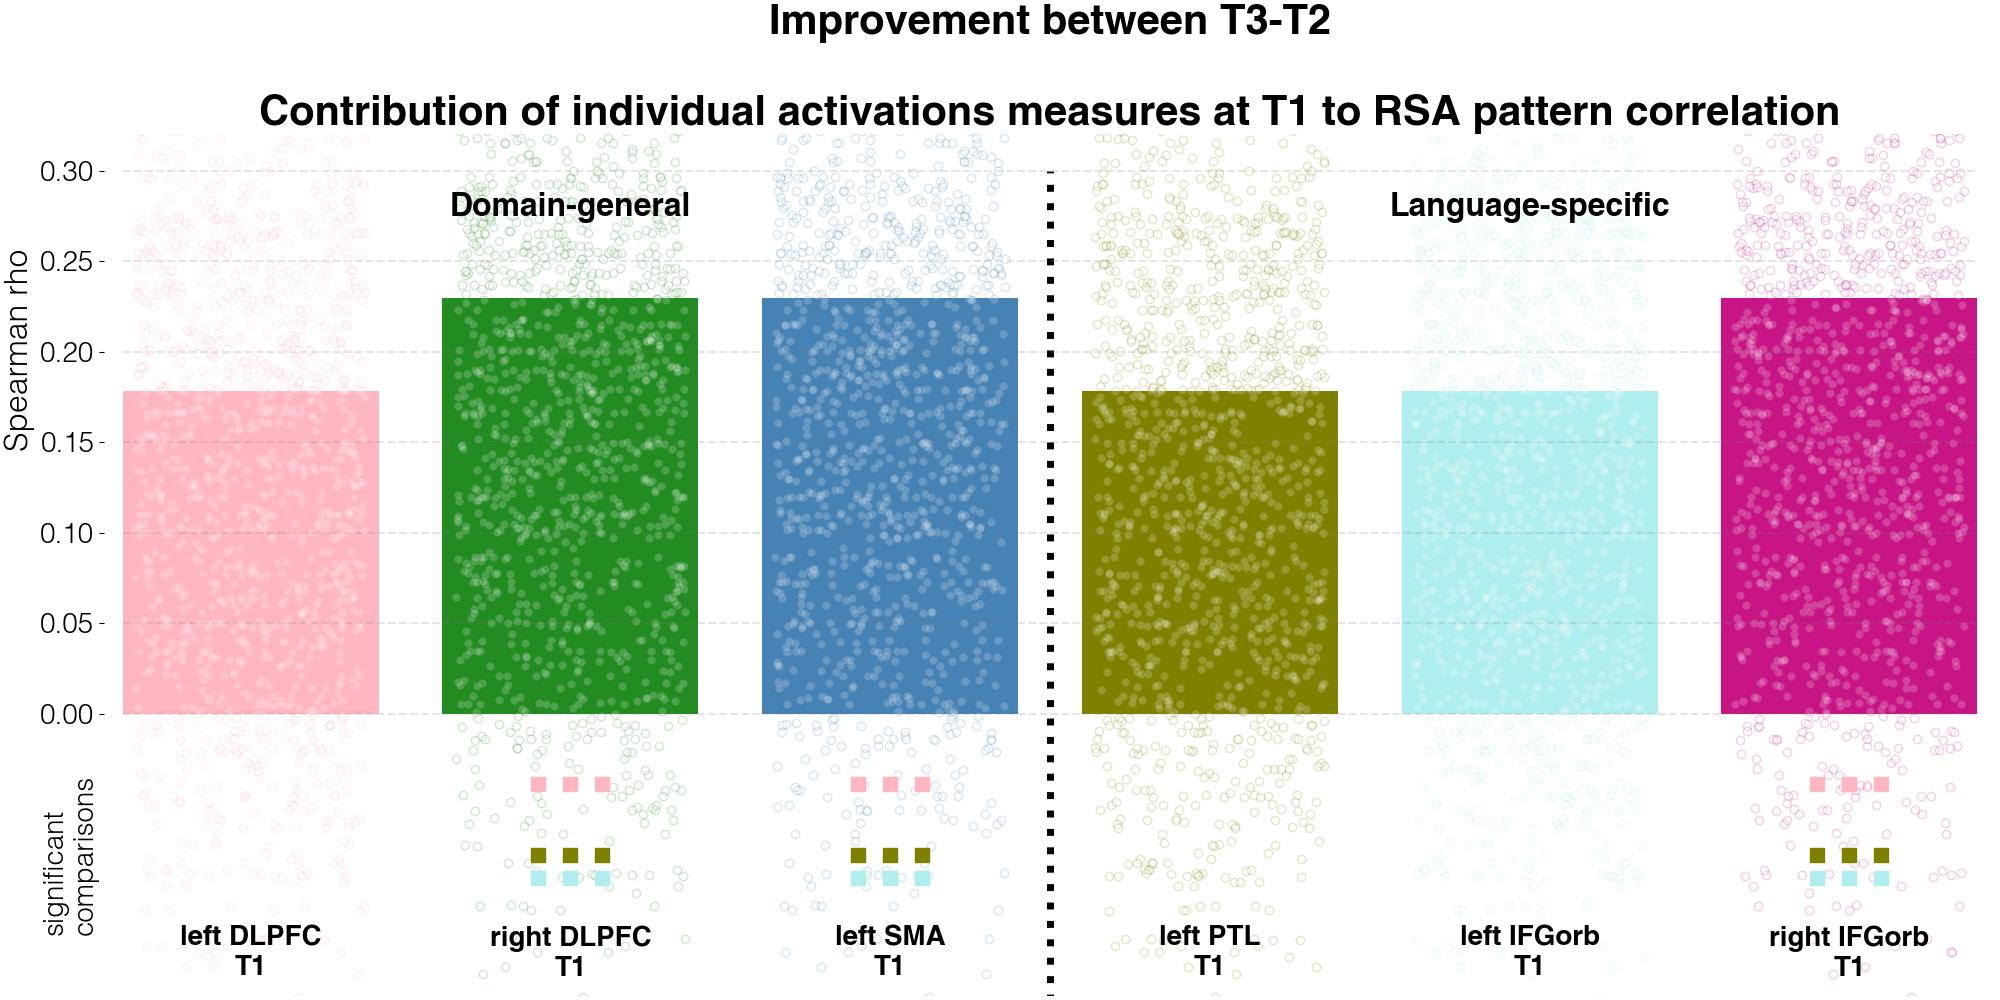 Improvement between T3-T2
Contribution of individual activations measures at T1 to RSA pattern correlation
Spearman rho
0.30
0.25
0.20
0.15
0.10
0.05
0.00
Domain-general
Language-specific
significant
comparisons
left DLPFC
T1
right DLPFC
T1
left SMA
T1
left PTL
T1
left IFGorb
T1
right IFGorb
T1